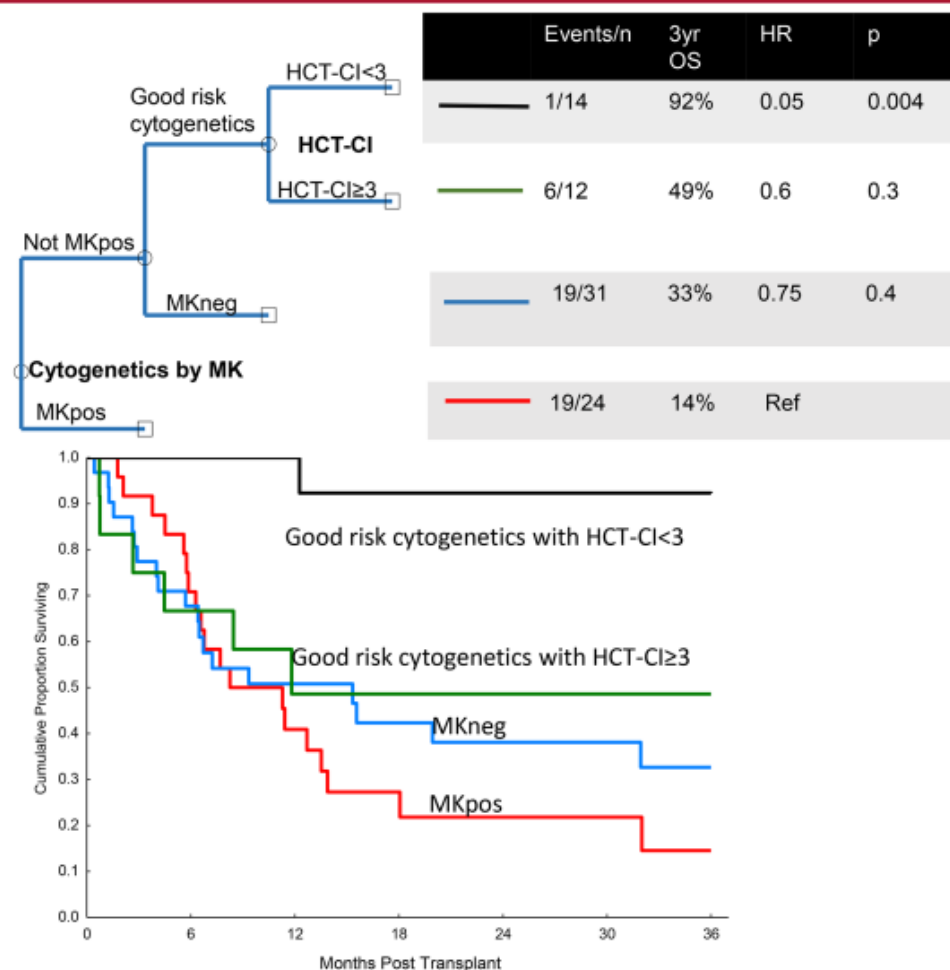 Events/n 3yr OS HR p
HCT-CI<3
1/14 92% 0.05 0.004
Good risk
cytogenetics
HCT-CI
HCT-CI≥3
6/12 49% 0.6 0.3
Not MKpos
MKneg
19/31 33% 0.75 0.4
Cytogenetics by MK
MKpos
19/24 14% Ref
Cumulative Proportion Surviving
1.0
0.9
0.8
0.7
0.6
0.5
0.4
0.3
0.2
0.1
0.0
Good risk cytogenetics with HCT-CI<3
Good risk cytogenetics with HCT-CI≥3
MKneg
MKpos
0 6 12 18 24 30 36
Months Post Transplant